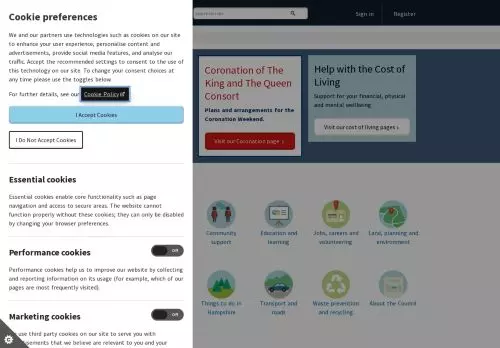 Cookie preferences
We and our partners use technologies such as cookies on our site
to enhance your user experience, personalise content and
advertisements, provide social media features, and analyse our
traffic. Accept the recommended settings to consent to the use of
this technology on our site. To change your consent choices at
any time please use the toggles below.
For further details, see our Cookie Policy
I Accept Cookies
I Do Not Accept Cookies
Essential cookies
Essential cookies enable core functionality such as page
navigation and access to secure areas. The website cannot
function properly without these cookies; they can only be disabled
by changing your browser preferences.
Performance cookies
Off
Performance cookies help us to improve our website by collecting
and reporting information on its usage (for example, which of our
pages are most frequently visited).
Marketing cookies
Off
use third party cookies on our site to serve you with
tisements that we believe are relevant to you and your
Sign in
Register
Coronation of
The King and The Queen
Consort
Plans and arrangements for the
Coronation Weekend.
Visit our Coronation page ›
Help with the Cost of
Living
Support for your financial, physical
and mental wellbeing
Visit our cost of living pages ›
Community
support
Education and
learning
Jobs, careers and
volunteering
Land, planning and
environment
Things to do in
Hampshire
Transport and
roads
Waste prevention
and recycling
About the Council